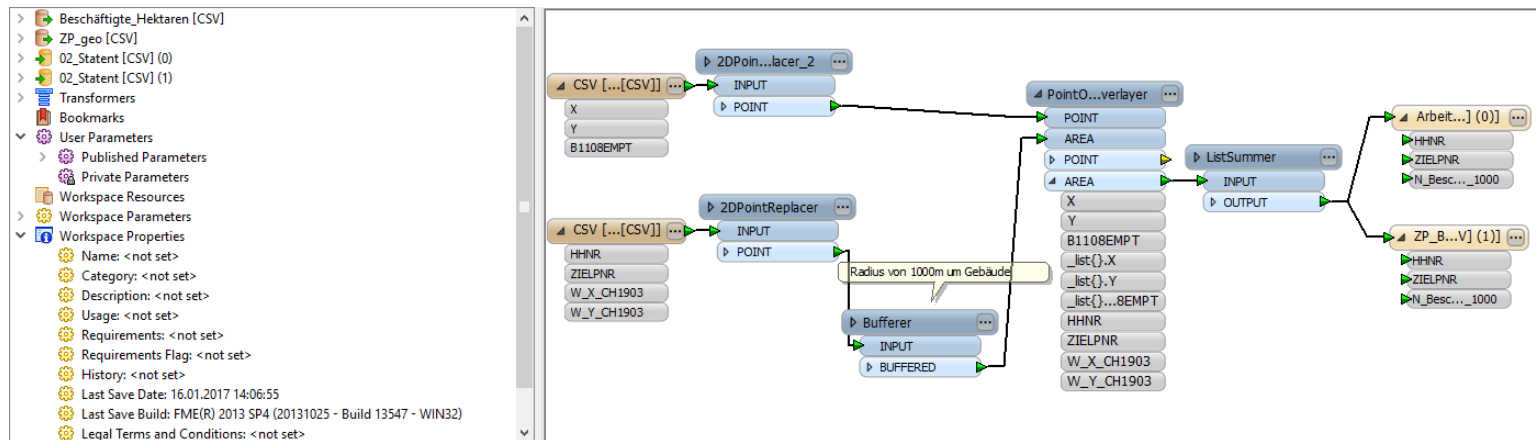 Beschäftigte_Hektaren [CSV]
ZP_geo [CSV]
02_Statent [CSV] (0)
02_Statent [CSV] (1)
Transformers
Bookmarks
User Parameters
Published Parameters
Private Parameters
Workspace Resources
Workspace Parameters
Workspace Properties
Name: <not set>
Category: <not set>
Description: <not set>
Usage: <not set>
Requirements: <not set>
Requirements Flag: <not set>
History: <not set>
Last Save Date: 16.01.2017 14:06:55
Last Save Build: FME(R) 2013 SP4 (20131025 - Build 13547 - WIN32)
Legal Terms and Conditions: <not set>
CSV [...[CSV]]
X
Y
B1108EMPT
2DPoin...lacer_2
INPUT
POINT
CSV [...[CSV]]
HHNR
ZIELPNR
W_X_CH1903
W_Y_CH1903
2DPointReplacer
INPUT
POINT
Radius von 1000m um Gebäude
Bufferer
INPUT
BUFFERED
PointO...verlayer
POINT
AREA
POINT
AREA
X
Y
B1108EMPT
_list{}.X
_list{}.Y
_list{}...8EMPT
HHNR
ZIELPNR
W_X_CH1903
W_Y_CH1903
ListSummer
INPUT
OUTPUT
Arbeit...] (0)]
HHNR
ZIELPNR
N_Besc..._1000
ZP_B...V] (1)]
HHNR
ZIELPNR
N_Besc..._1000